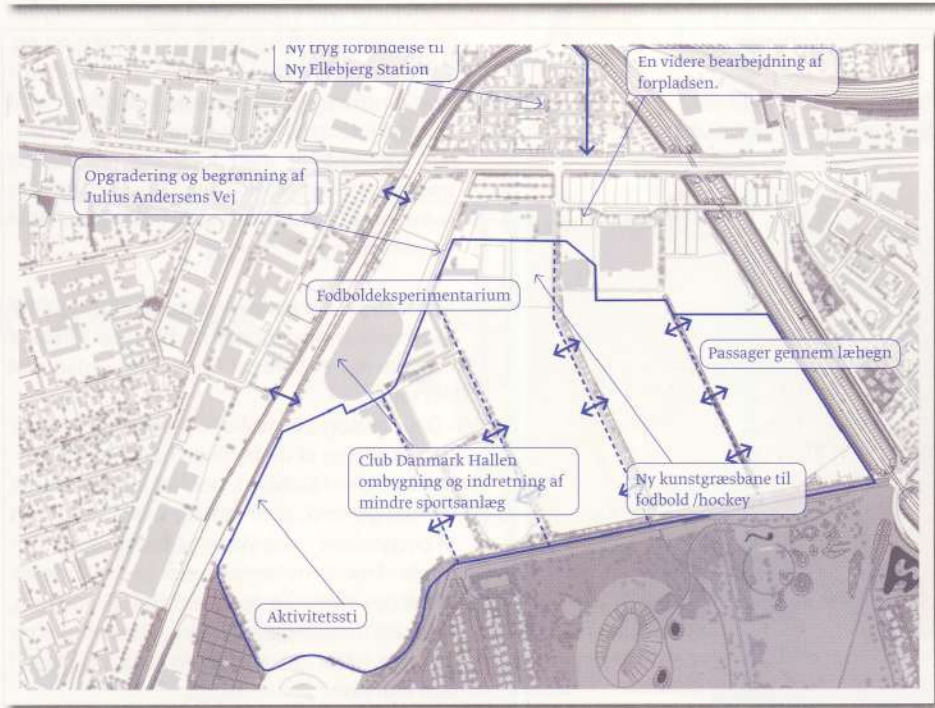 Ny tryg forbindelse til
Ny Ellebjerg Station
En videre bearbejdning af
forpladsen.
Opgradering og begrønning af
Julius Andersens Vej
Fodboldeksperimentarium
Passager gennem læhegn
Club Danmark Hallen
ombygning og indretning af
mindre sportsanlæg
Ny kunstgræsbane til
fodbold /hockey
Aktivitetssti